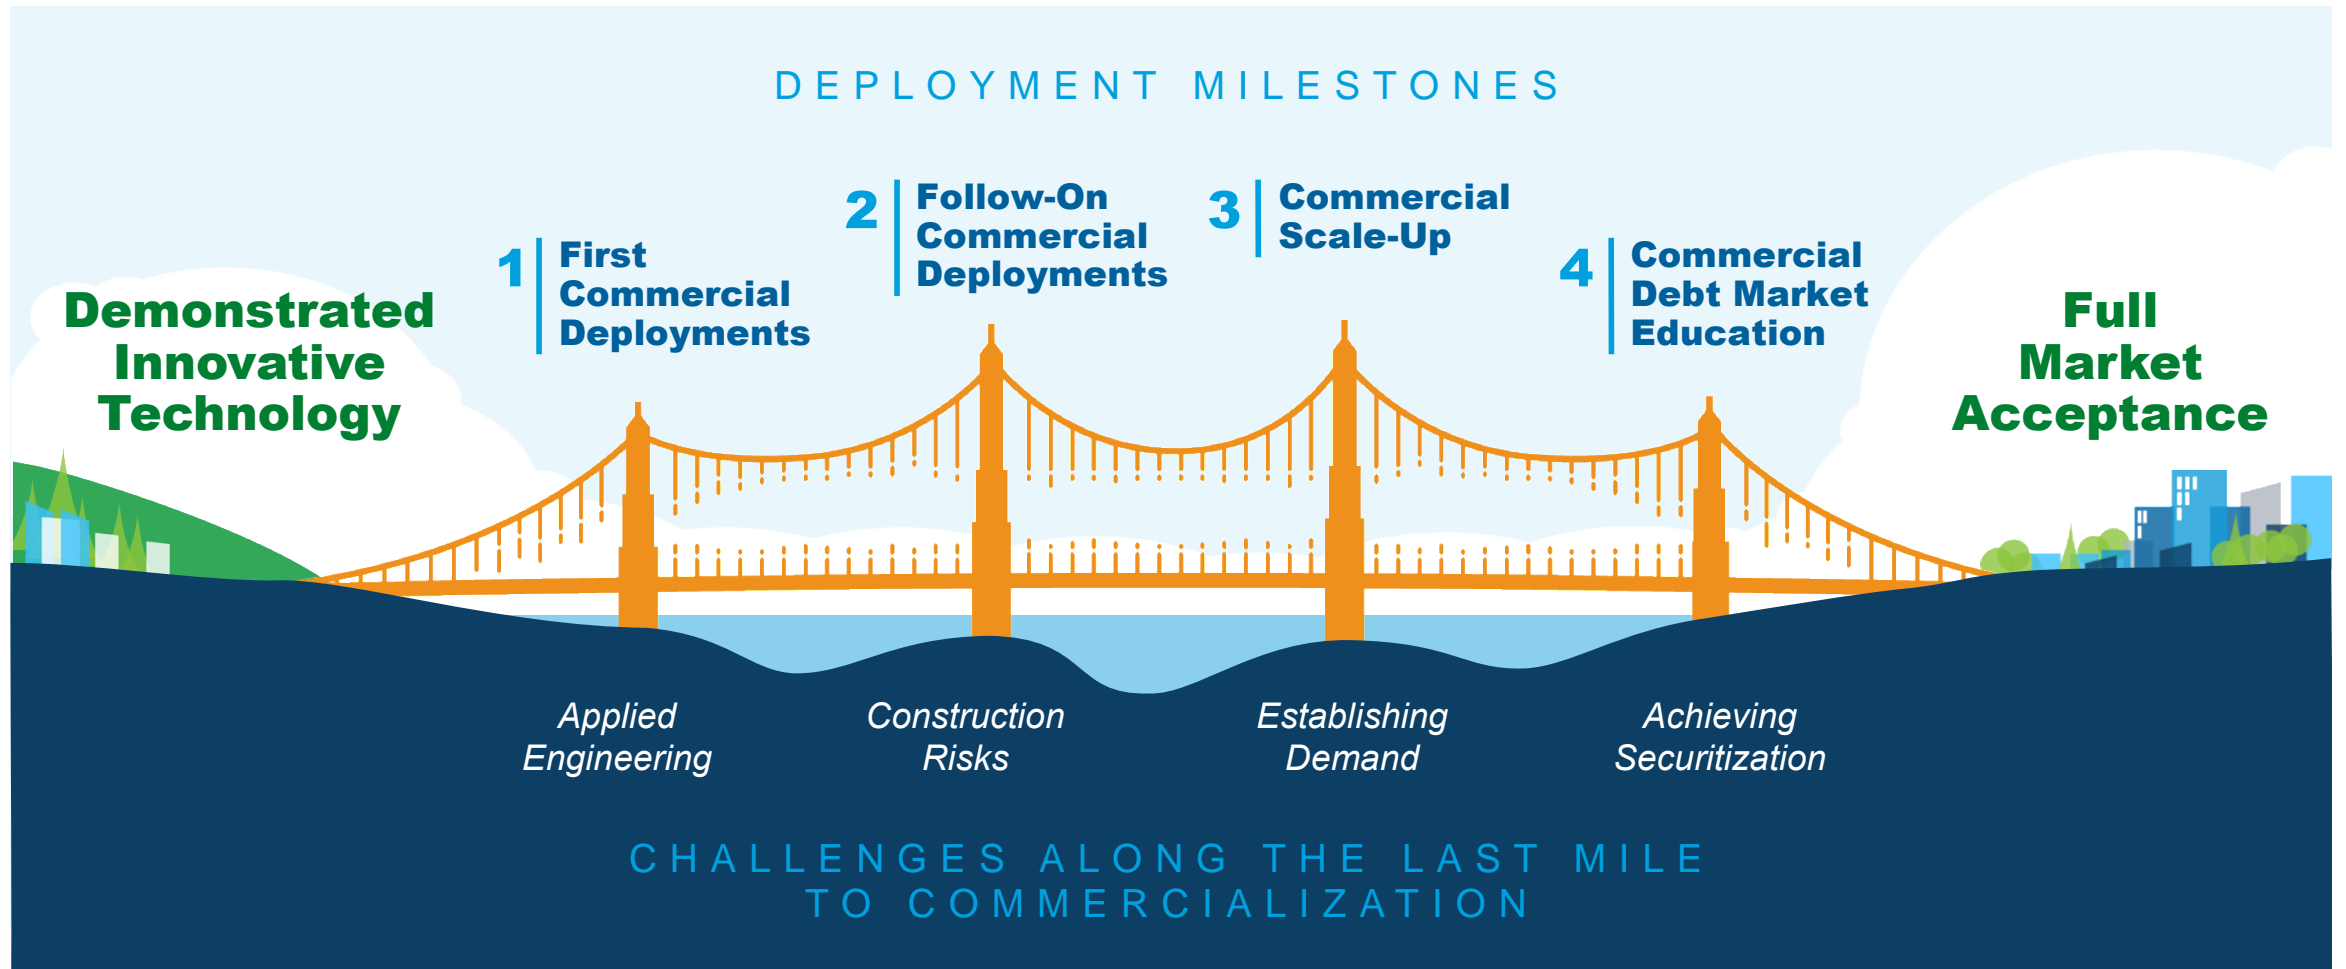 DEPLOYMENT MILESTONES
Demonstrated
Innovative
Technology
1
First
Commercial
Deployments
2
Follow-On
Commercial
Deployments
3
Commercial
Scale-Up
4
Commercial
Debt Market
Education
Full
Market
Acceptance
Applied
Engineering
Construction
Risks
Establishing
Demand
Achieving
Securitization
CHALLENGES ALONG THE LAST MILE
TO COMMERCIALIZATION